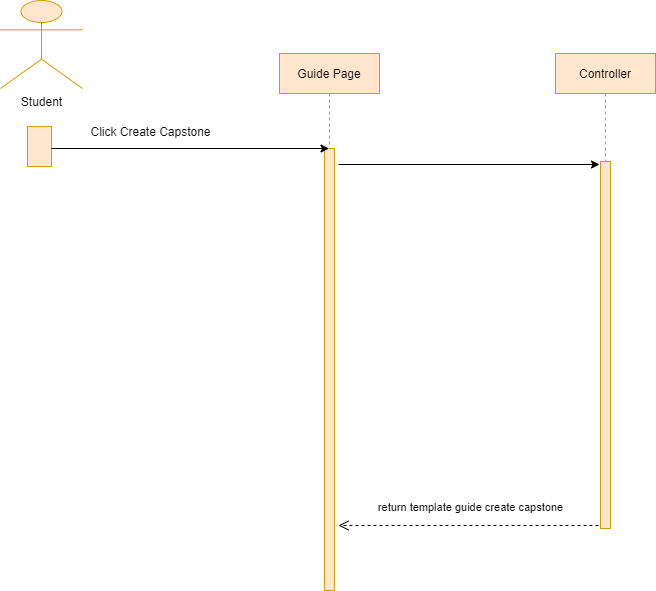 Guide Page
Controller
Student
Click Create Capstone
return template guide create capstone